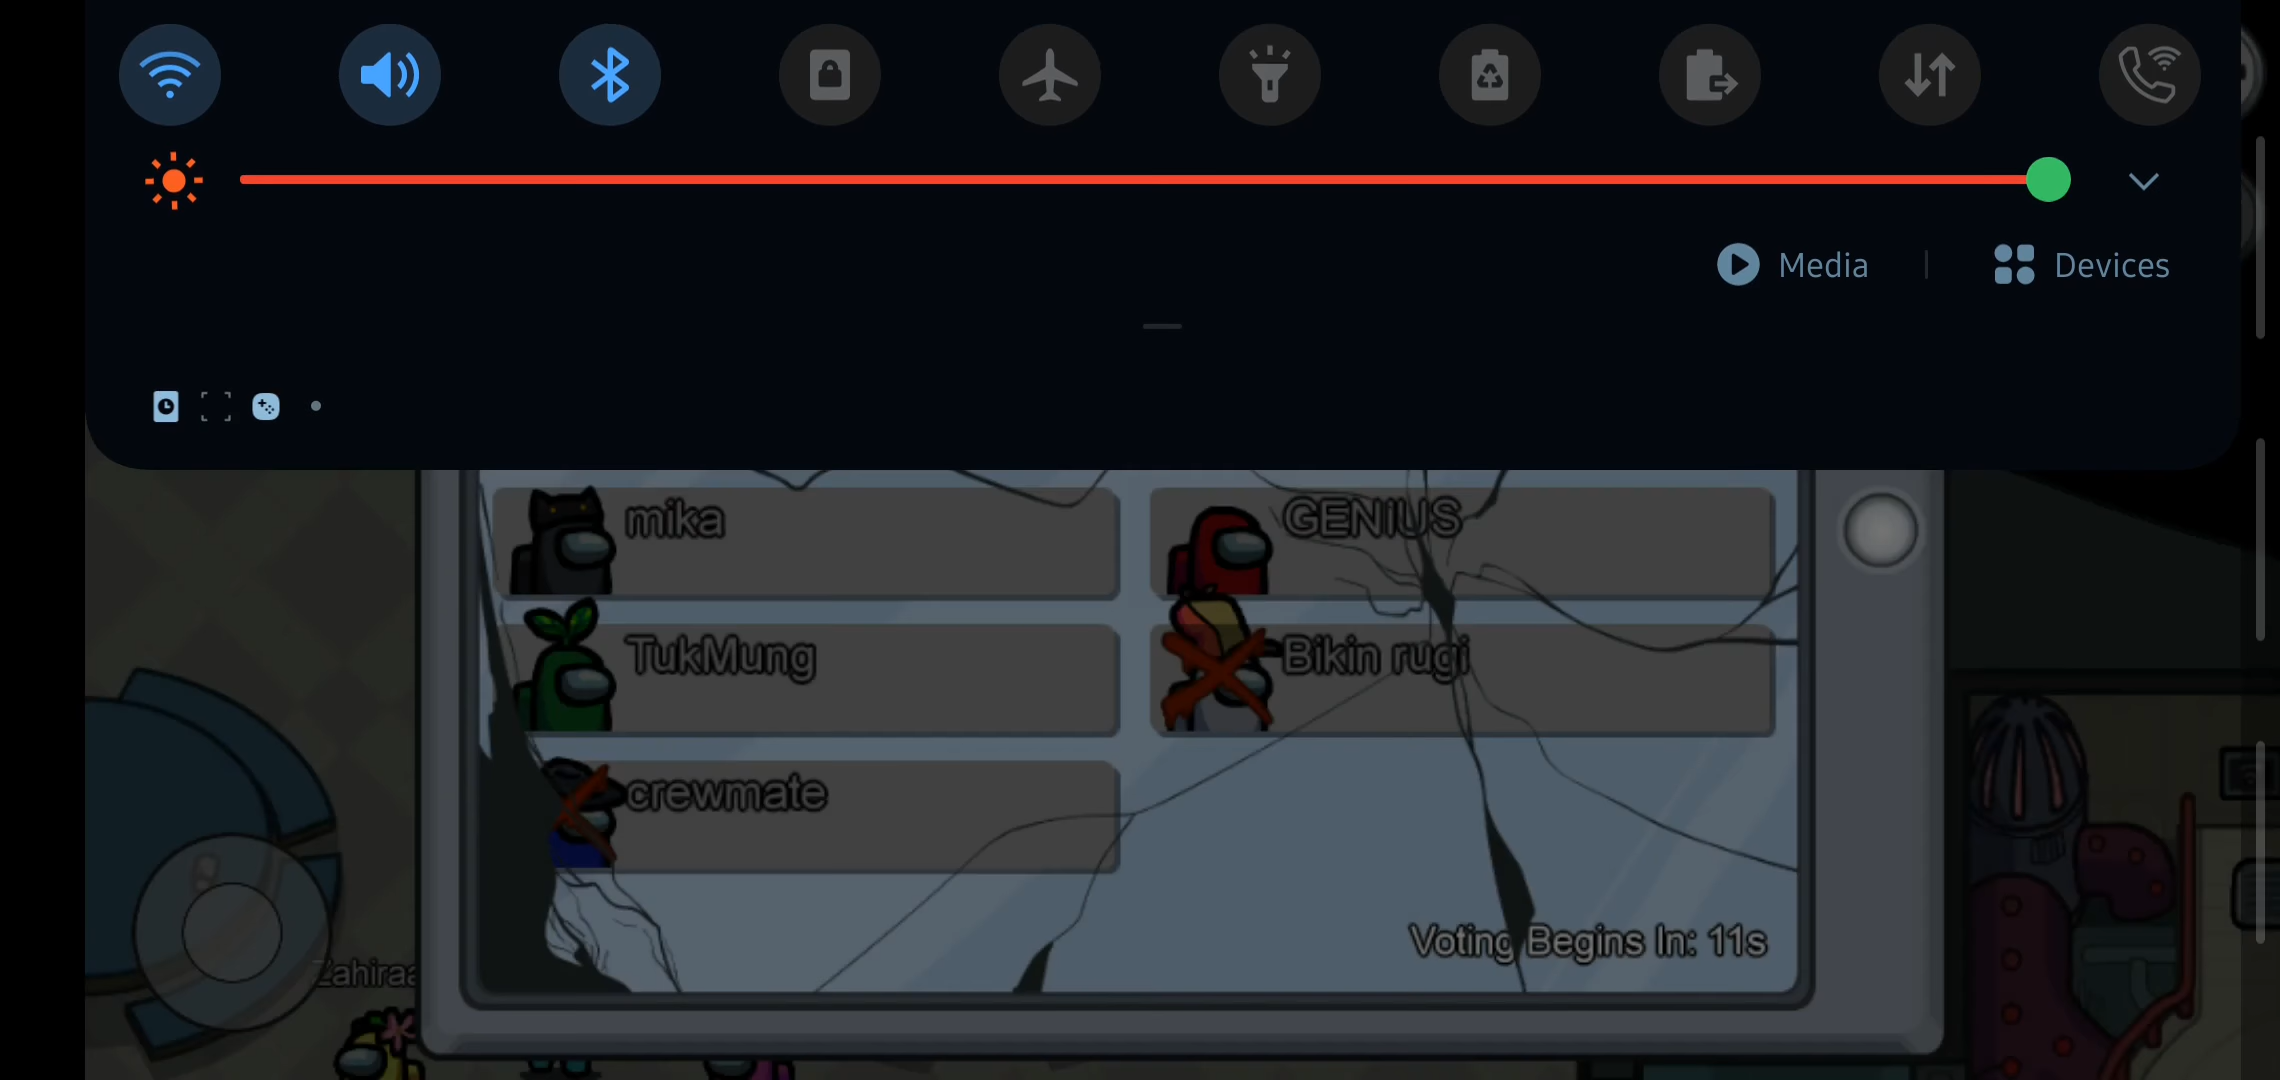 Media
Devices
mika
GENIUS
TukMung
Bikin rugi
crewmate
Voting Begins In: 11s